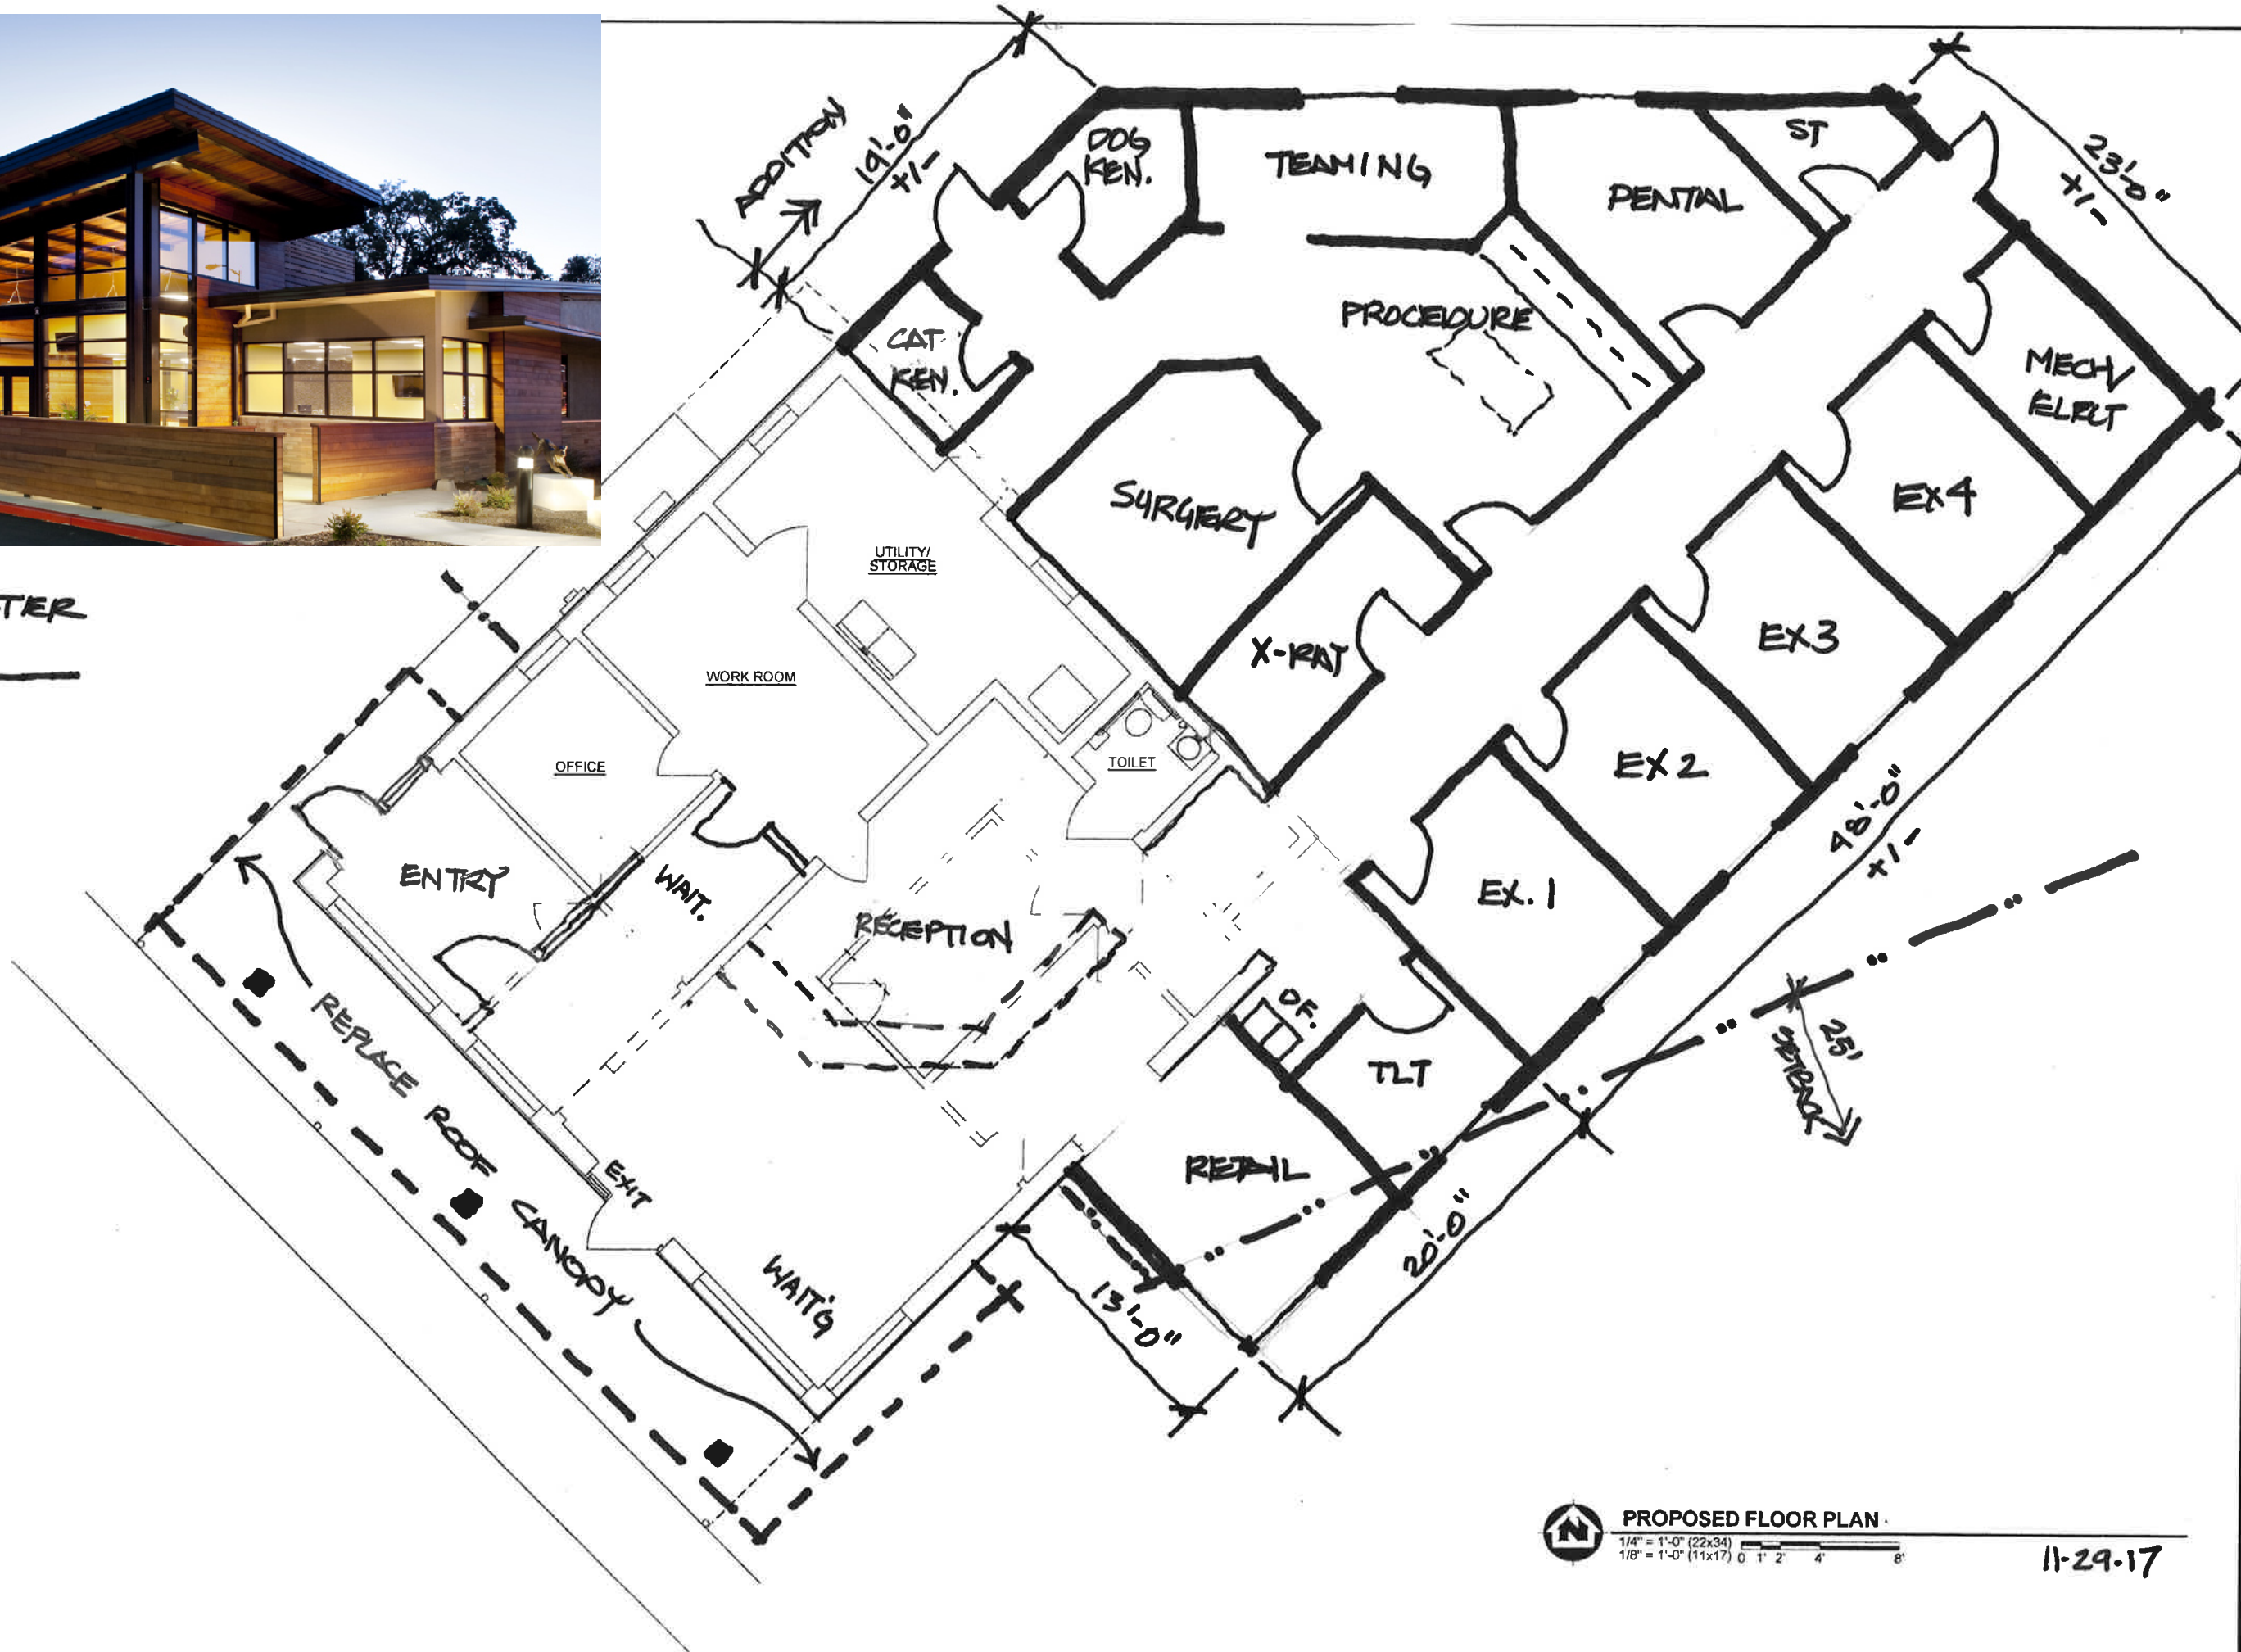 ADDITION
19'-0"
+/-
DOG
KEN.
TEAMING
DENTAL
ST
23'-0"
+/-
CAT
KEN.
PROCEDURE
MECH/
ELECT
SURGERY
EX 4
UTILITY/
STORAGE
TER
X-RAY
EX 3
WORK ROOM
OFFICE
TOILET
EX 2
48'-0"
+/-
ENTRY
WAIT.
RECEPTION
EX. 1
D.F.
TLT
25'
SETBACK
REPLACE ROOF CANOPY
EXIT
RETAIL
20'-0"
13'-0"
WAIT'G
N
PROPOSED FLOOR PLAN
1/4" = 1'-0" (22x34)
1/8" = 1'-0" (11x17) 0 1' 2' 4' 8'
11-29-17